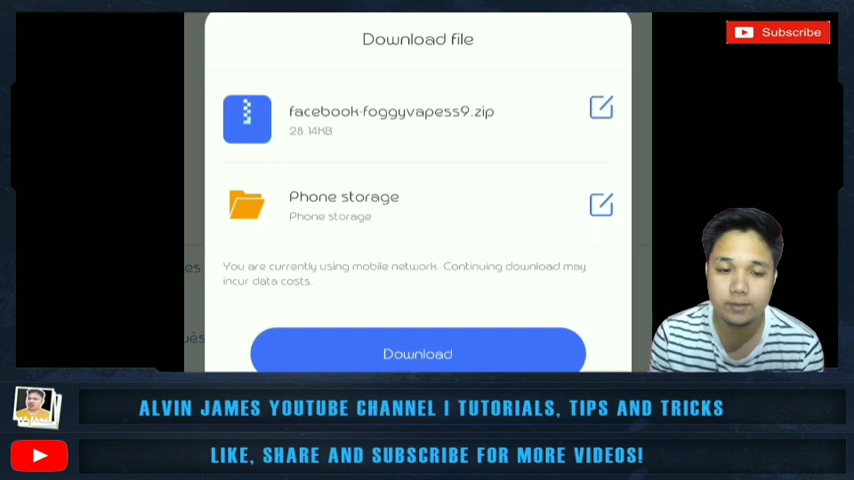 Download file
Subscribe
facebook-foggyvapess9.zip
28.14KB
Phone storage
Phone storage
es
You are currently using mobile network. Continuing download may
incur data costs.
uês
Download
ALVIN JAMES YOUTUBE CHANNEL | TUTORIALS, TIPS AND TRICKS
LIKE, SHARE AND SUBSCRIBE FOR MORE VIDEOS!